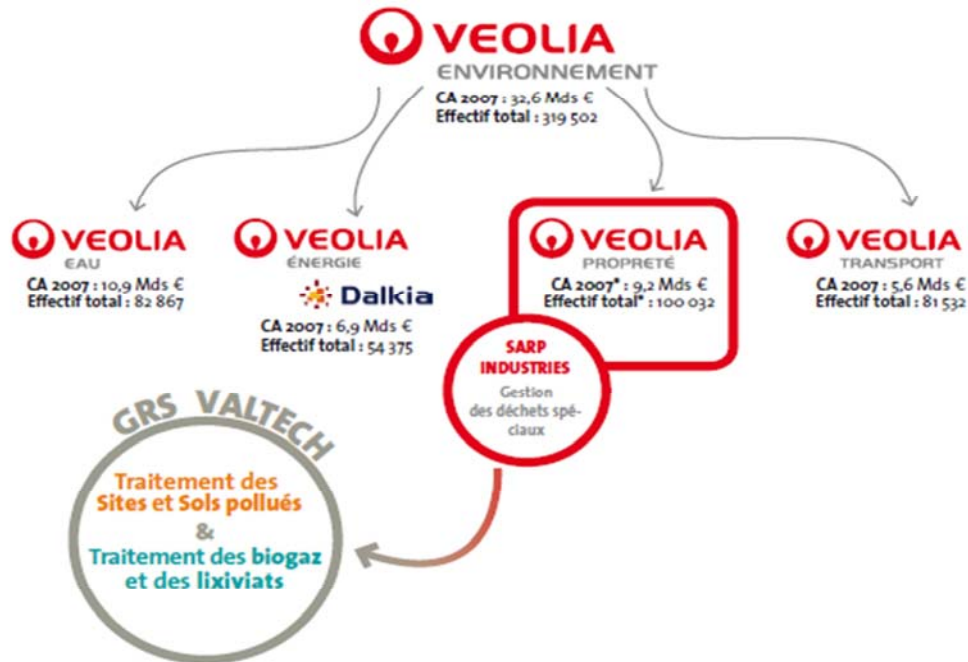 VEOLIA
ENVIRONNEMENT
CA 2007 : 32,6 Mds €
Effectif total : 319 502
VEOLIA
EAU
CA 2007 : 10,9 Mds €
Effectif total : 82 867
VEOLIA
ÉNERGIE
Dalkia
CA 2007 : 6,9 Mds €
Effectif total : 54 375
VEOLIA
PROPRETÉ
CA 2007* : 9,2 Mds €
Effectif total* : 100 032
VEOLIA
TRANSPORT
CA 2007 : 5,6 Mds €
Effectif total : 81 532
SARP
INDUSTRIES
Gestion
des déchets spé-
ciaux
GRS VALTECH
Traitement des
Sites et Sols pollués
&
Traitement des biogaz
et des lixiviats